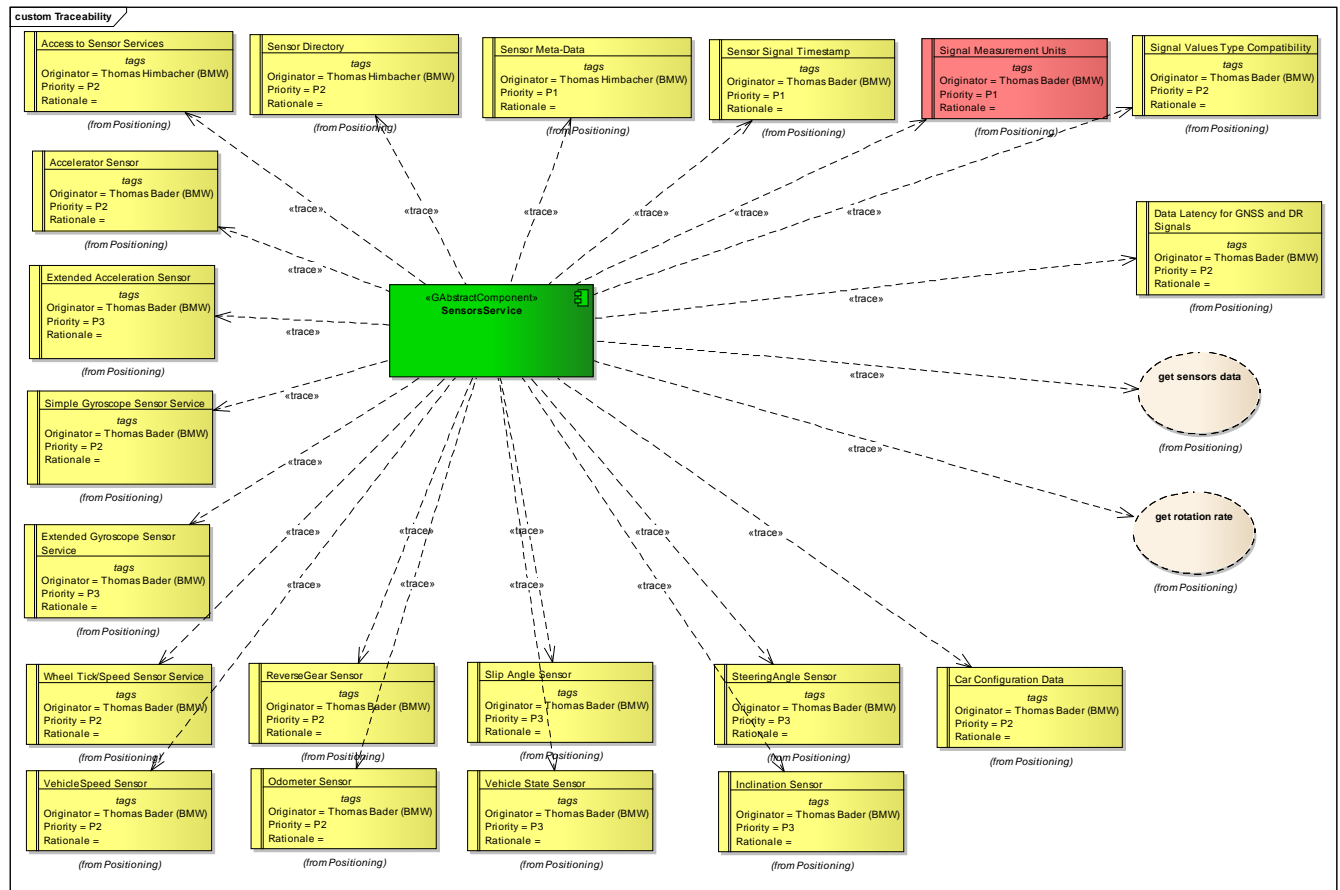 custom Traceability
Access to Sensor Services
tags
Originator = Thomas Himbacher (BMW)
Priority = P2
Rationale =
(from Positioning)
Sensor Directory
tags
Originator = Thomas Himbacher (BMW)
Priority = P2
Rationale =
(from Positioning)
Sensor Meta-Data
tags
Originator = Thomas Himbacher (BMW)
Priority = P1
Rationale =
(from Positioning)
Sensor Signal Timestamp
tags
Originator = Thomas Bader (BMW)
Priority = P1
Rationale =
(from Positioning)
Signal Measurement Units
tags
Originator = Thomas Bader (BMW)
Priority = P1
Rationale =
(from Positioning)
Signal Values Type Compatibility
tags
Originator = Thomas Bader (BMW)
Priority = P2
Rationale =
(from Positioning)
Accelerator Sensor
tags
Originator = Thomas Bader (BMW)
Priority = P2
Rationale =
(from Positioning)
«trace»
«trace»
«trace»
«trace»
«trace»
«trace»
Data Latency for GNSS and DR
Signals
tags
Originator = Thomas Bader (BMW)
Priority = P2
Rationale =
(from Positioning)
Extended Acceleration Sensor
tags
Originator = Thomas Bader (BMW)
Priority = P3
Rationale =
(from Positioning)
«trace»
«trace»
«GAbstractComponent»
SensorsService
«trace»
«trace»
«trace»
get sensors data
(from Positioning)
Simple Gyroscope Sensor Service
tags
Originator = Thomas Bader (BMW)
Priority = P2
Rationale =
(from Positioning)
«trace»
«trace»
«trace»
get rotation rate
(from Positioning)
Extended Gyroscope Sensor
Service
tags
Originator = Thomas Bader (BMW)
Priority = P3
Rationale =
(from Positioning)
«trace»
«trace»
«trace»
«trace»
«trace»
«trace»
«trace»
«trace»
«trace»
Wheel Tick/Speed Sensor Service
tags
Originator = Thomas Bader (BMW)
Priority = P2
Rationale =
(from Positioning)
ReverseGear Sensor
tags
Originator = Thomas Bader (BMW)
Priority = P2
Rationale =
(from Positioning)
Slip Angle Sensor
tags
Originator = Thomas Bader (BMW)
Priority = P3
Rationale =
(from Positioning)
SteeringAngle Sensor
tags
Originator = Thomas Bader (BMW)
Priority = P3
Rationale =
(from Positioning)
Car Configuration Data
tags
Originator = Thomas Bader (BMW)
Priority = P2
Rationale =
(from Positioning)
VehicleSpeed Sensor
tags
Originator = Thomas Bader (BMW)
Priority = P2
Rationale =
(from Positioning)
Odometer Sensor
tags
Originator = Thomas Bader (BMW)
Priority = P2
Rationale =
(from Positioning)
Vehicle State Sensor
tags
Originator = Thomas Bader (BMW)
Priority = P3
Rationale =
(from Positioning)
Inclination Sensor
tags
Originator = Thomas Bader (BMW)
Priority = P3
Rationale =
(from Positioning)